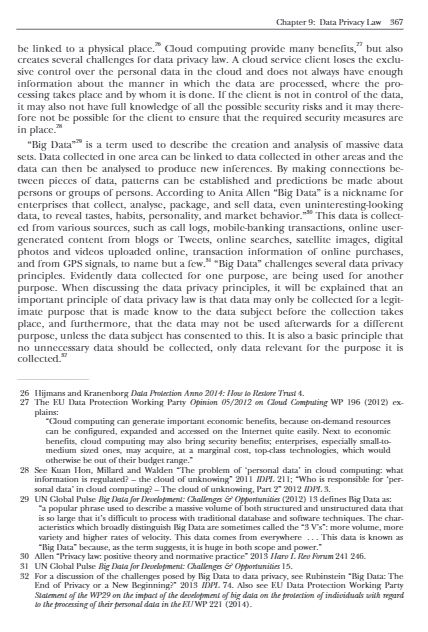 Chapter 9: Data Privacy Law 367
be linked to a physical place.26 Cloud computing provide many benefits,27 but also
creates several challenges for data privacy law. A cloud service client loses the exclu-
sive control over the personal data in the cloud and does not always have enough
information about the manner in which the data are processed, where the pro-
cessing takes place and by whom it is done. If the client is not in control of the data,
it may also not have full knowledge of all the possible security risks and it may there-
fore not be possible for the client to ensure that the required security measures are
in place.28
"Big Data"29 is a term used to describe the creation and analysis of massive data
sets. Data collected in one area can be linked to data collected in other areas and the
data can then be analysed to produce new inferences. By making connections be-
tween pieces of data, patterns can be established and predictions be made about
persons or groups of persons. According to Anita Allen "Big Data" is a nickname for
enterprises that collect, analyse, package, and sell data, even uninteresting-looking
data, to reveal tastes, habits, personality, and market behavior."30 This data is collect-
ed from various sources, such as call logs, mobile-banking transactions, online user-
generated content from blogs or Tweets, online searches, satellite images, digital
photos and videos uploaded online, transaction information of online purchases,
and from GPS signals, to name but a few.31 "Big Data" challenges several data privacy
principles. Evidently data collected for one purpose, are being used for another
purpose. When discussing the data privacy principles, it will be explained that an
important principle of data privacy law is that data may only be collected for a legit-
imate purpose that is made know to the data subject before the collection takes
place, and furthermore, that the data may not be used afterwards for a different
purpose, unless the data subject has consented to this. It is also a basic principle that
no unnecessary data should be collected, only data relevant for the purpose it is
collected.32
26 Hijmans and Kranenborg Data Protection Anno 2014: How to Restore Trust 4.
27 The EU Data Protection Working Party Opinion 05/2012 on Cloud Computing WP 196 (2012) ex-
plains:
"Cloud computing can generate important economic benefits, because on-demand resources
can be configured, expanded and accessed on the Internet quite easily. Next to economic
benefits, cloud computing may also bring security benefits; enterprises, especially small-to-
medium sized ones, may acquire, at a marginal cost, top-class technologies, which would
otherwise be out of their budget range."
28 See Kuan Hon, Millard and Walden "The problem of 'personal data' in cloud computing: what
information is regulated? – the cloud of unknowing" 2011 IDPL 211; "Who is responsible for 'per-
sonal data' in cloud computing? – The cloud of unknowing, Part 2" 2012 IDPL 3.
29 UN Global Pulse Big Data for Development: Challenges & Opportunities (2012) 13 defines Big Data as:
"a popular phrase used to describe a massive volume of both structured and unstructured data that
is so large that it's difficult to process with traditional database and software techniques. The char-
acteristics which broadly distinguish Big Data are sometimes called the "3 V's": more volume, more
variety and higher rates of velocity. This data comes from everywhere . . . This data is known as
"Big Data" because, as the term suggests, it is huge in both scope and power."
30 Allen "Privacy law: positive theory and normative practice" 2013 Harv L Rev Forum 241 246.
31 UN Global Pulse Big Data for Development: Challenges & Opportunities 15.
32 For a discussion of the challenges posed by Big Data to data privacy, see Rubinstein "Big Data: The
End of Privacy or a New Beginning?" 2013 IDPL 74. Also see EU Data Protection Working Party
Statement of the WP29 on the impact of the development of big data on the protection of individuals with regard
to the processing of their personal data in the EU WP 221 (2014).